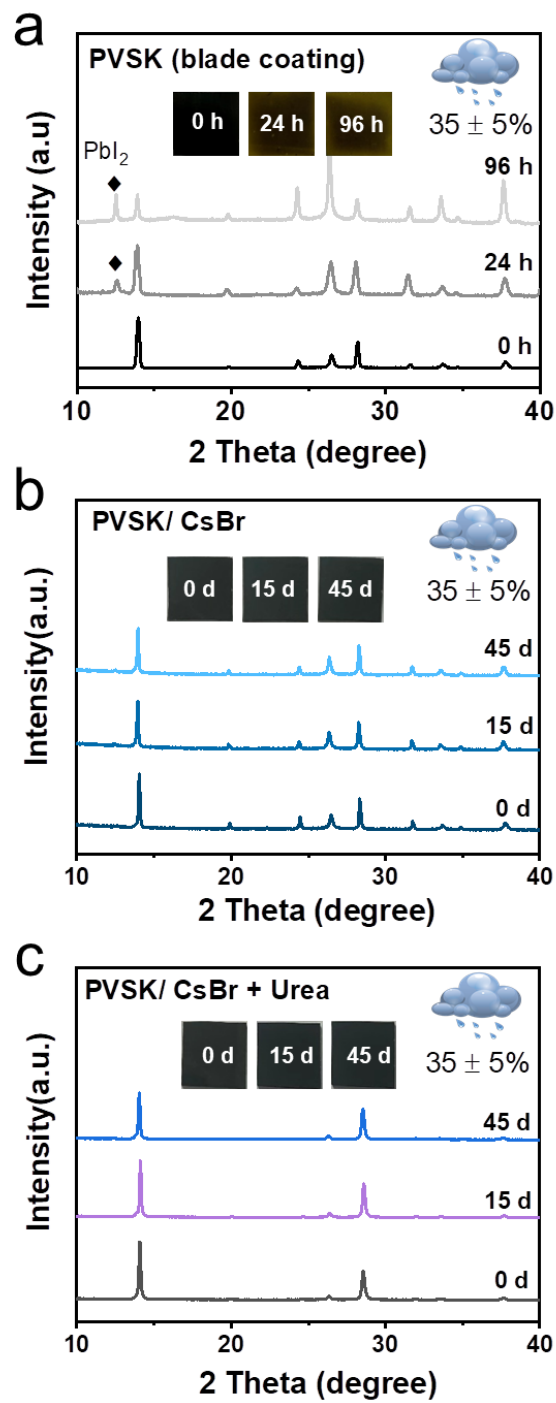 a
PVSK (blade coating)
0 h
24 h
96 h
35 ± 5%
PbI₂
96 h
24 h
0 h
Intensity (a.u)
10
20
30
40
2 Theta (degree)
b
PVSK/ CsBr
0 d
15 d
45 d
35 ± 5%
45 d
15 d
0 d
Intensity(a.u.)
10
20
30
40
2 Theta (degree)
c
PVSK/ CsBr + Urea
0 d
15 d
45 d
35 ± 5%
45 d
15 d
0 d
Intensity(a.u.)
10
20
30
40
2 Theta (degree)